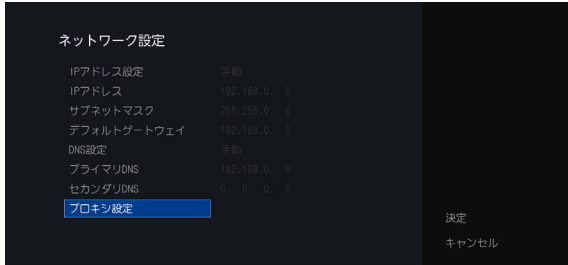 ネットワーク設定
IPアドレス設定 手動
IPアドレス 192.168.0. 0
サブネットマスク 255.255.0. 0
デフォルトゲートウェイ 192.168.0. 0
DNS設定 手動
プライマリDNS 192.168.0. 0
セカンダリDNS 0. 0. 0. 0
プロキシ設定
決定
キャンセル